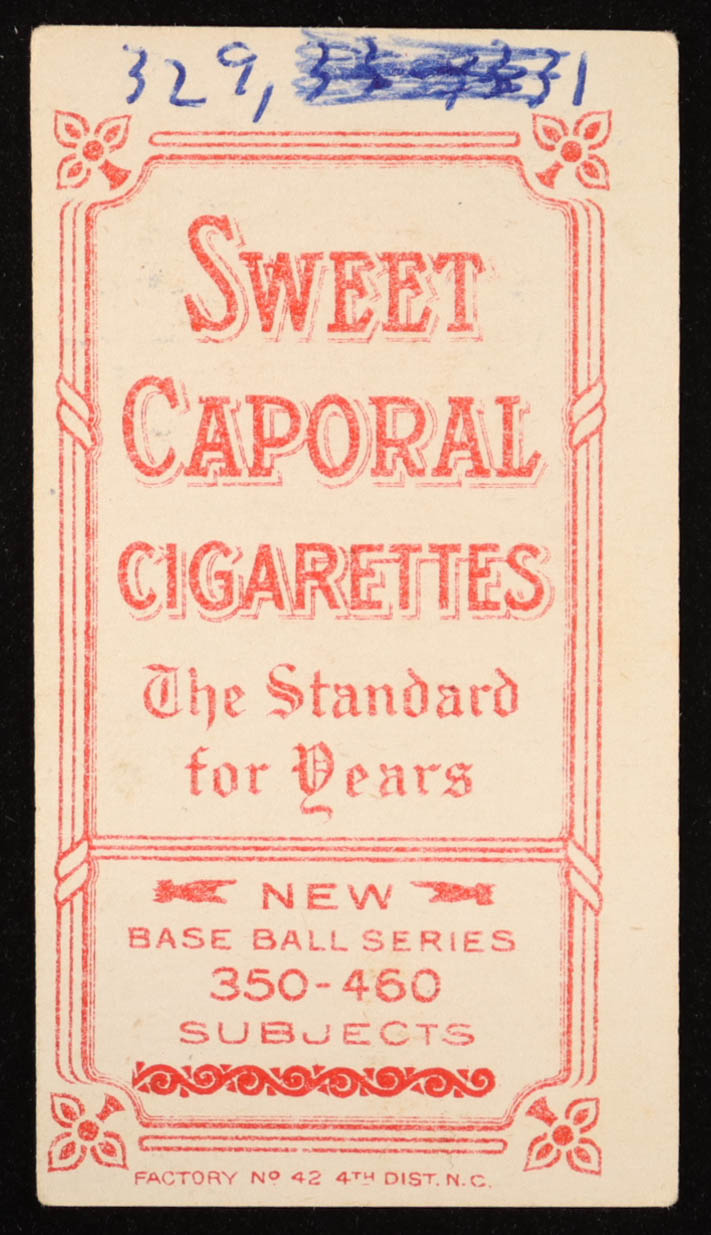 329, 331
SWEET
CAPORAL
CIGARETTES
The Standard
for Years
NEW
BASE BALL SERIES
350-460
SUBJECTS
FACTORY Nº 42 4TH DIST. N.C.